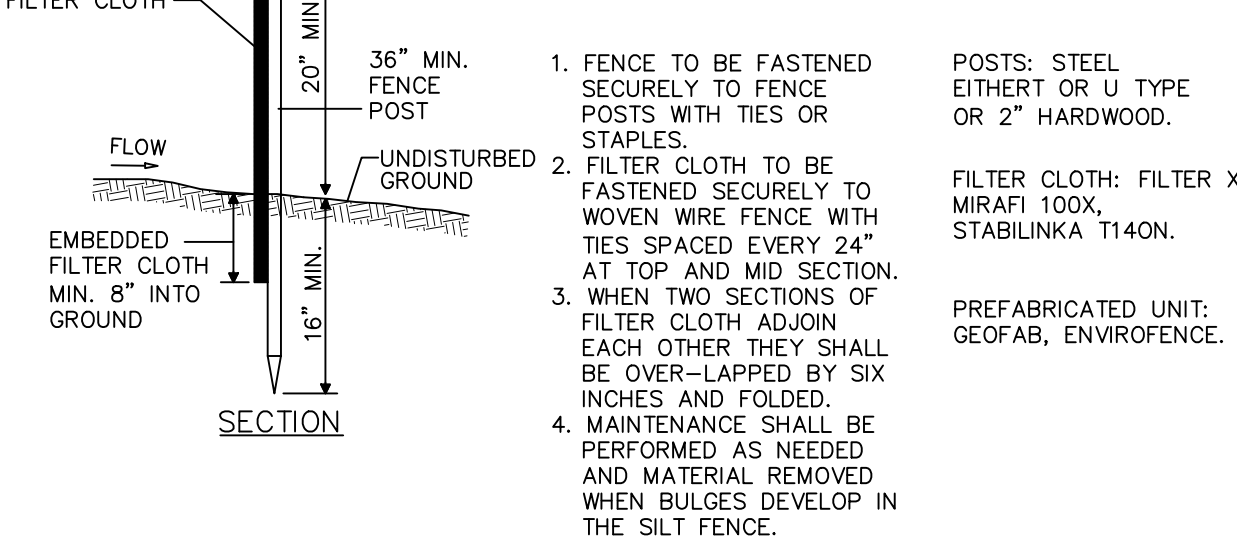 FILTER CLOTH
20" MIN.
36" MIN.
FENCE
POST
FLOW
UNDISTURBED
GROUND
EMBEDDED
FILTER CLOTH
MIN. 8" INTO
GROUND
16" MIN.
SECTION
1. FENCE TO BE FASTENED
SECURELY TO FENCE
POSTS WITH TIES OR
STAPLES.
2. FILTER CLOTH TO BE
FASTENED SECURELY TO
WOVEN WIRE FENCE WITH
TIES SPACED EVERY 24"
AT TOP AND MID SECTION.
3. WHEN TWO SECTIONS OF
FILTER CLOTH ADJOIN
EACH OTHER THEY SHALL
BE OVER-LAPPED BY SIX
INCHES AND FOLDED.
4. MAINTENANCE SHALL BE
PERFORMED AS NEEDED
AND MATERIAL REMOVED
WHEN BULGES DEVELOP IN
THE SILT FENCE.
POSTS: STEEL
EITHERT OR U TYPE
OR 2" HARDWOOD.
FILTER CLOTH: FILTER X
MIRAFI 100X,
STABILINKA T140N.
PREFABRICATED UNIT:
GEOFAB, ENVIROFENCE.